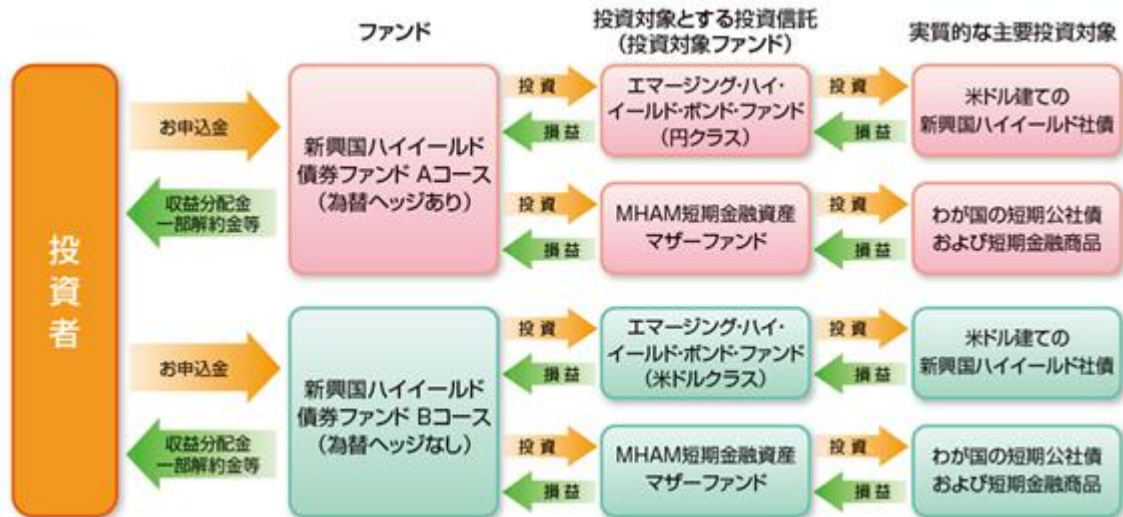 ファンド
投資対象とする投資信託
(投資対象ファンド)
実質的な主要投資対象
投資者
お申込金
収益分配金
一部解約金等
新興国ハイイールド
債券ファンド Aコース
(為替ヘッジあり)
投資
損益
エマージング・ハイ・
イールド・ボンド・ファンド
(円クラス)
投資
損益
米ドル建ての
新興国ハイイールド社債
投資
損益
MHAM短期金融資産
マザーファンド
投資
損益
わが国の短期公社債
および短期金融商品
お申込金
収益分配金
一部解約金等
新興国ハイイールド
債券ファンド Bコース
(為替ヘッジなし)
投資
損益
エマージング・ハイ・
イールド・ボンド・ファンド
(米ドルクラス)
投資
損益
米ドル建ての
新興国ハイイールド社債
投資
損益
MHAM短期金融資産
マザーファンド
投資
損益
わが国の短期公社債
および短期金融商品